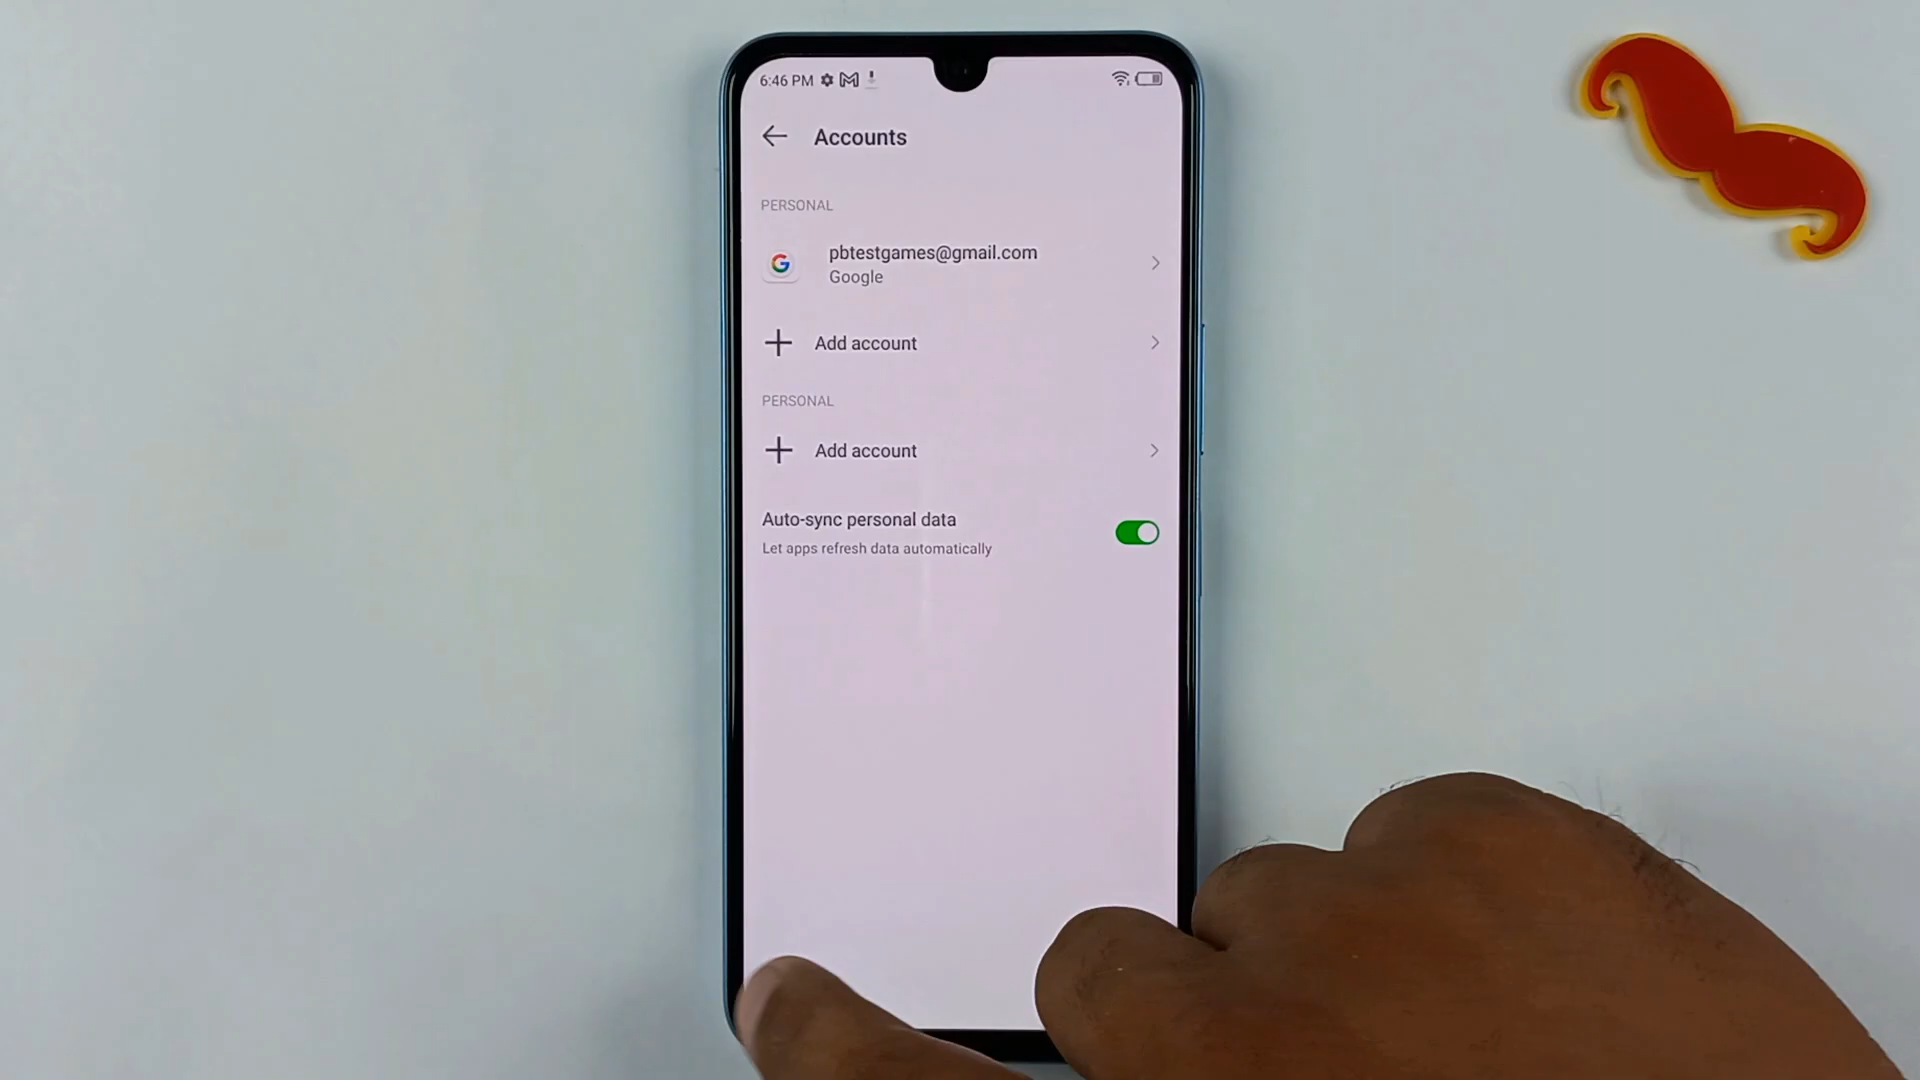 6:46 PM
Accounts
PERSONAL
pbtestgames@gmail.com
Google
Add account
PERSONAL
Add account
Auto-sync personal data
Let apps refresh data automatically